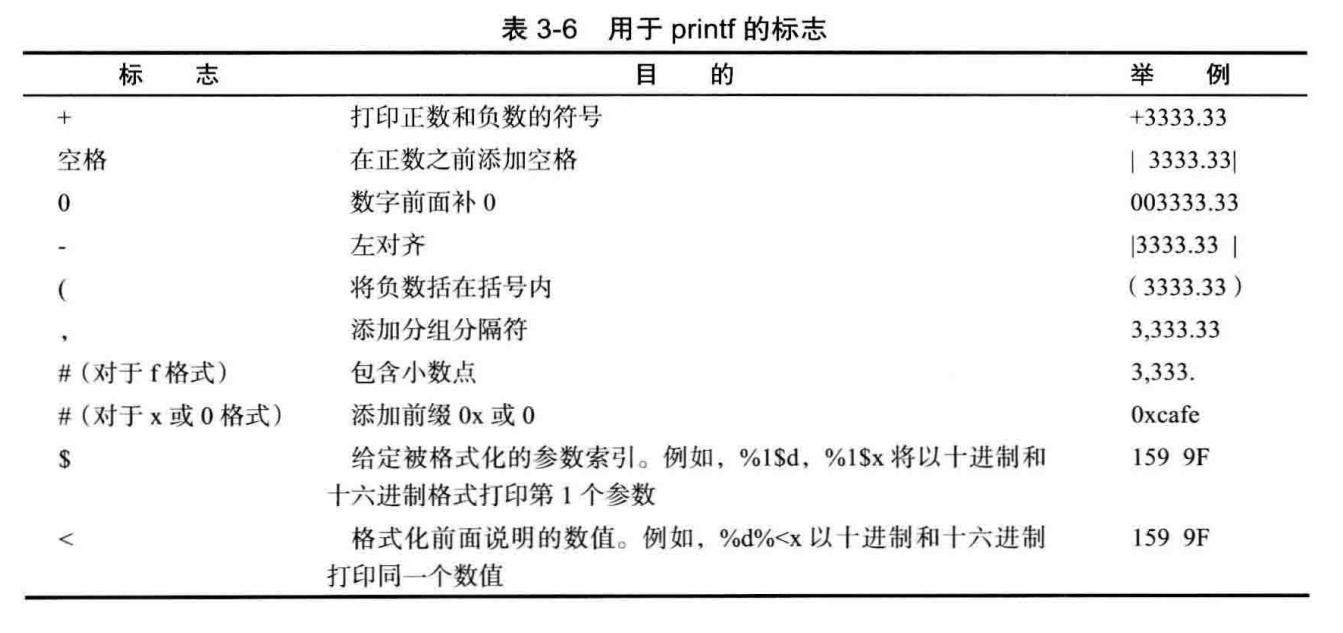 表 3-6 用于 printf 的标志
标 志 目 的 举 例
+ 打印正数和负数的符号 +3333.33
空格 在正数之前添加空格 | 3333.33|
0 数字前面补 0 003333.33
- 左对齐 |3333.33 |
( 将负数括在括号内 (3333.33)
, 添加分组分隔符 3,333.33
#(对于 f 格式) 包含小数点 3,333.
#(对于 x 或 0 格式) 添加前缀 0x 或 0 0xcafe
$ 给定被格式化的参数索引。例如,%1$d,%1$x 将以十进制和 159 9F
十六进制格式打印第 1 个参数
< 格式化前面说明的数值。例如,%d%<x 以十进制和十六进制 159 9F
打印同一个数值